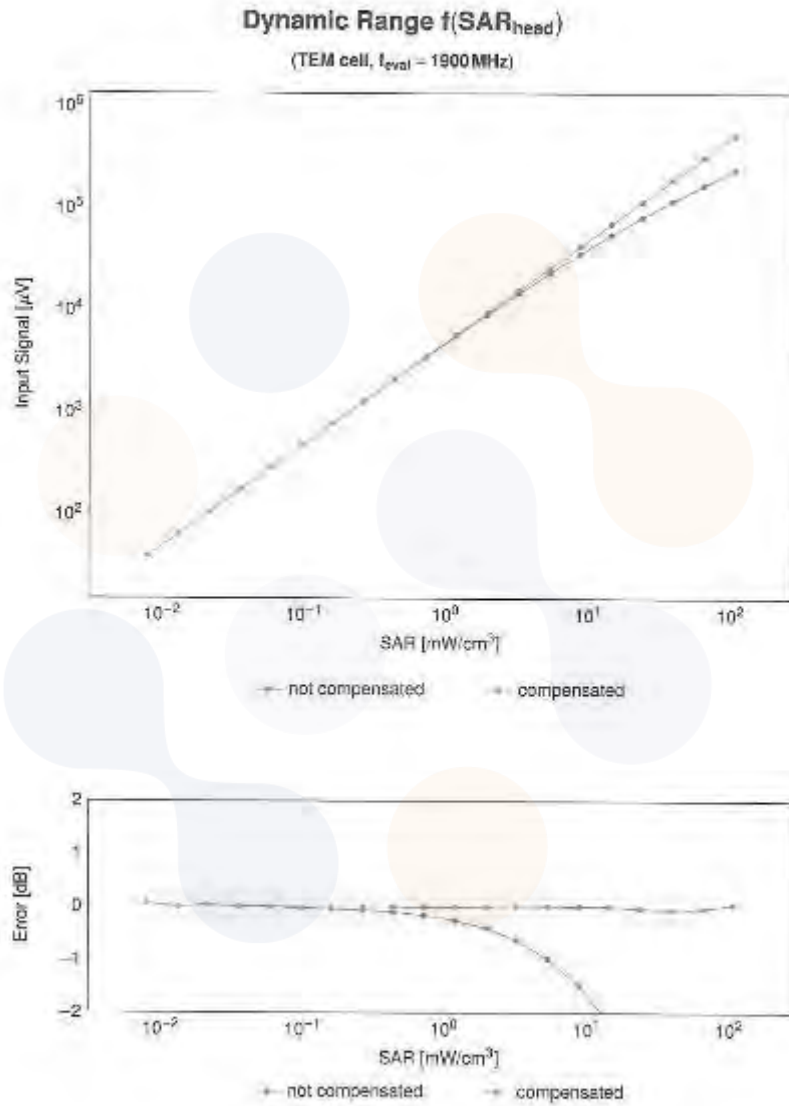 Dynamic Range f(SARhead)
(TEM cell, feval = 1900 MHz)
10⁶
10⁵
10⁴
10³
10²
Input Signal [µV]
10⁻² 10⁻¹ 10⁰ 10¹ 10²
SAR [mW/cm³]
not compensated compensated
2
1
0
−1
−2
Error [dB]
10⁻² 10⁻¹ 10⁰ 10¹ 10²
SAR [mW/cm³]
not compensated compensated